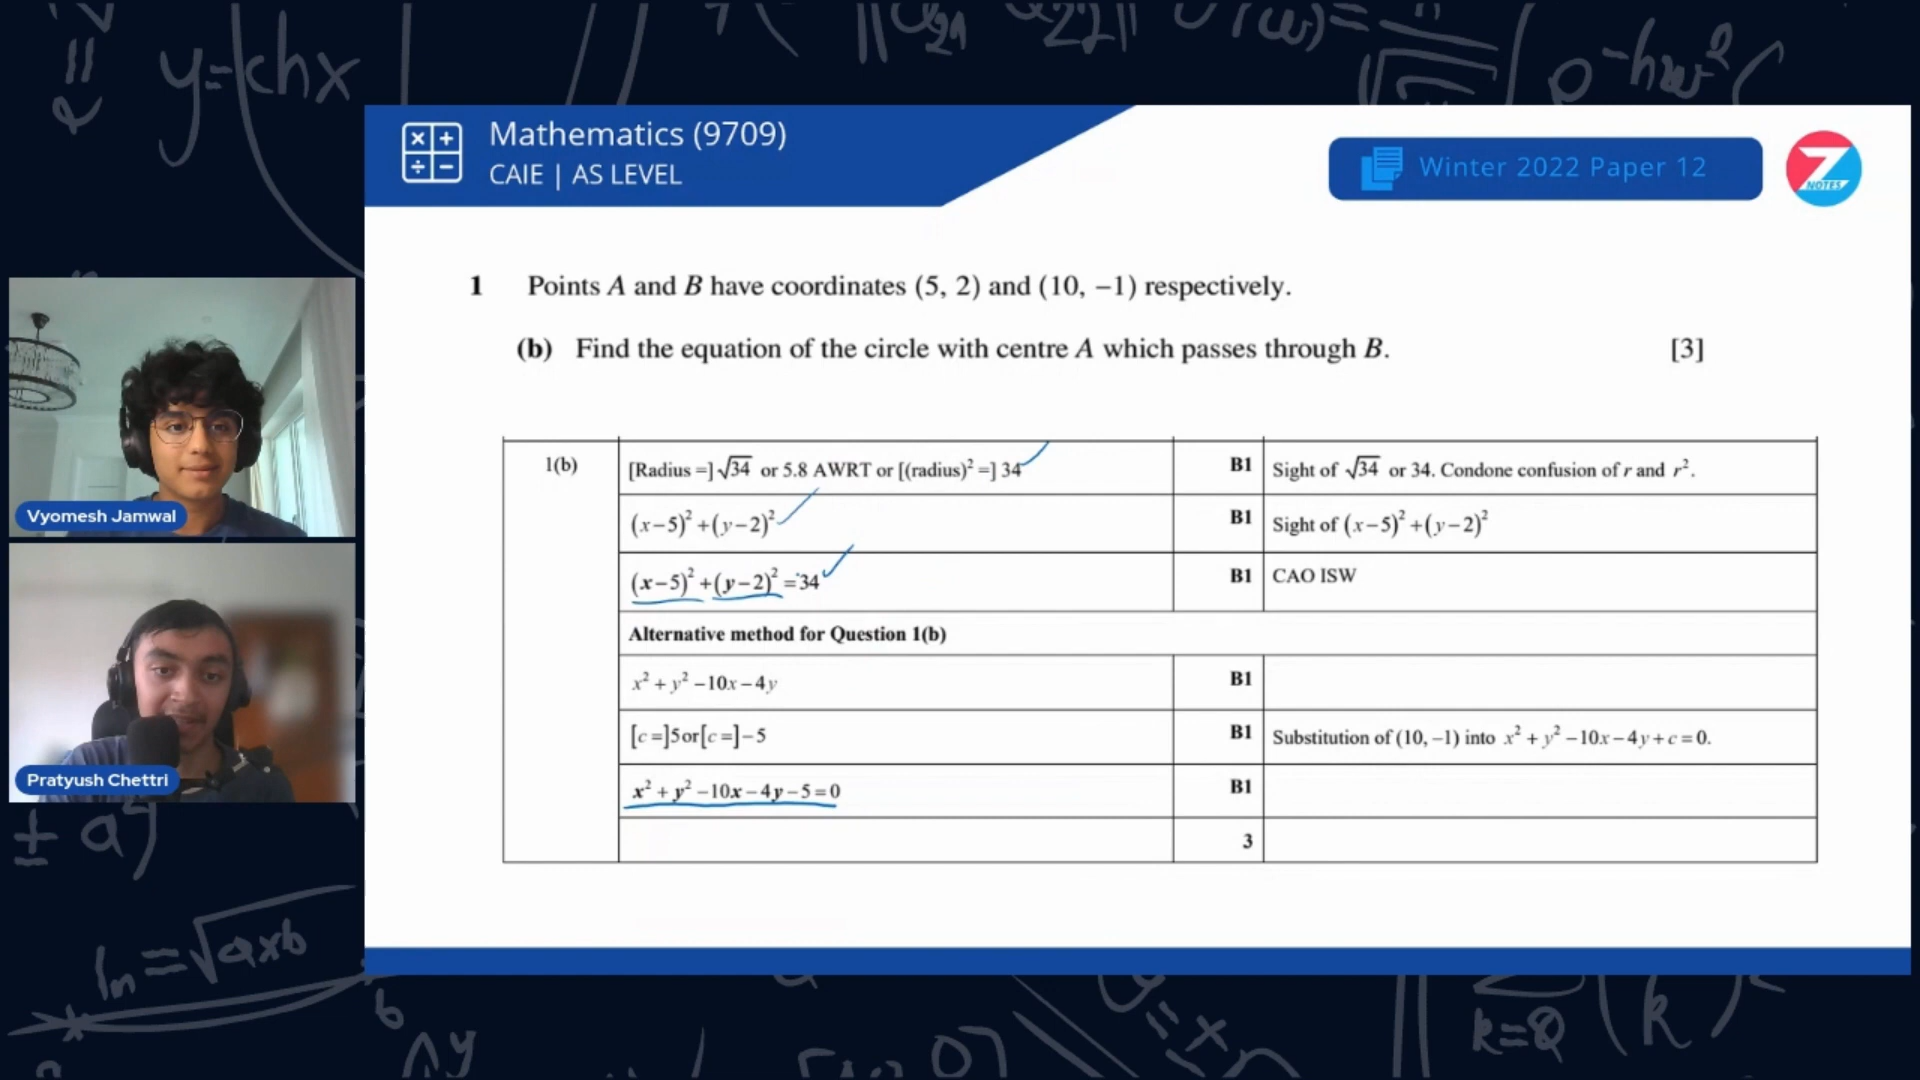 Mathematics (9709)
CAIE | AS LEVEL
Winter 2022 Paper 12
NOTES
1 Points A and B have coordinates (5, 2) and (10, −1) respectively.
(b) Find the equation of the circle with centre A which passes through B. [3]
1(b) [Radius =] √34 or 5.8 AWRT or [(radius)² =] 34 B1 Sight of √34 or 34. Condone confusion of r and r².
(x−5)² + (y−2)² B1 Sight of (x−5)² + (y−2)²
(x−5)² + (y−2)² = 34 B1 CAO ISW
Alternative method for Question 1(b)
x² + y² −10x − 4y B1
[c =]5 or [c =]−5 B1 Substitution of (10, −1) into x² + y² −10x − 4y + c = 0.
x² + y² −10x − 4y − 5 = 0 B1
3
Vyomesh Jamwal
Pratyush Chettri
y=chx
ln=√axb
b
k=Q